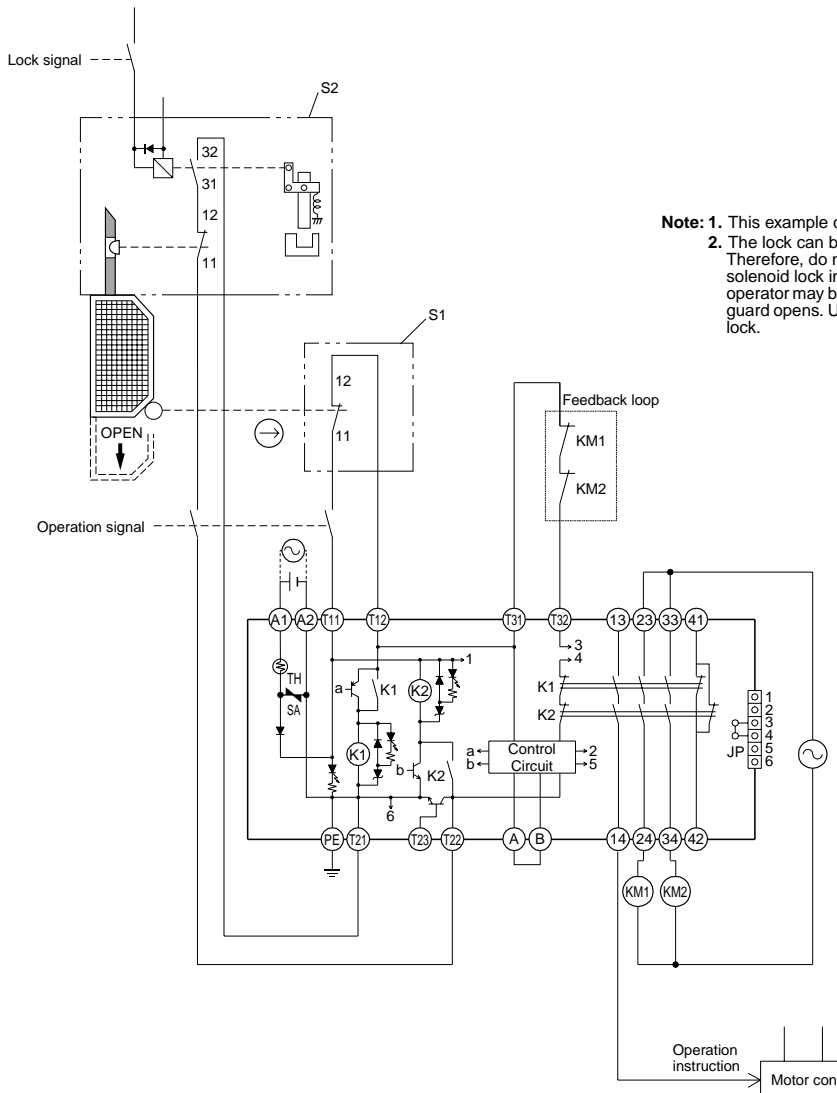 Lock signal
S2
32
31
12
11
Note: 1. This example
2. The lock can
Therefore, do
solenoid lock
operator may
guard opens.
lock.
S1
12
11
OPEN
Feedback loop
KM1
KM2
Operation signal
A1 A2 T11 T12 T31 T32 13 23 33 41
3
4
1
TH
SA
a
K1
K2
K1
K2
1
2
3
4
5
6
JP
K1
b
K2
a
b
Control
Circuit
2
5
6
PE T21 T23 T22 A B 14 24 34 42
KM1 KM2
Operation
instruction
Motor